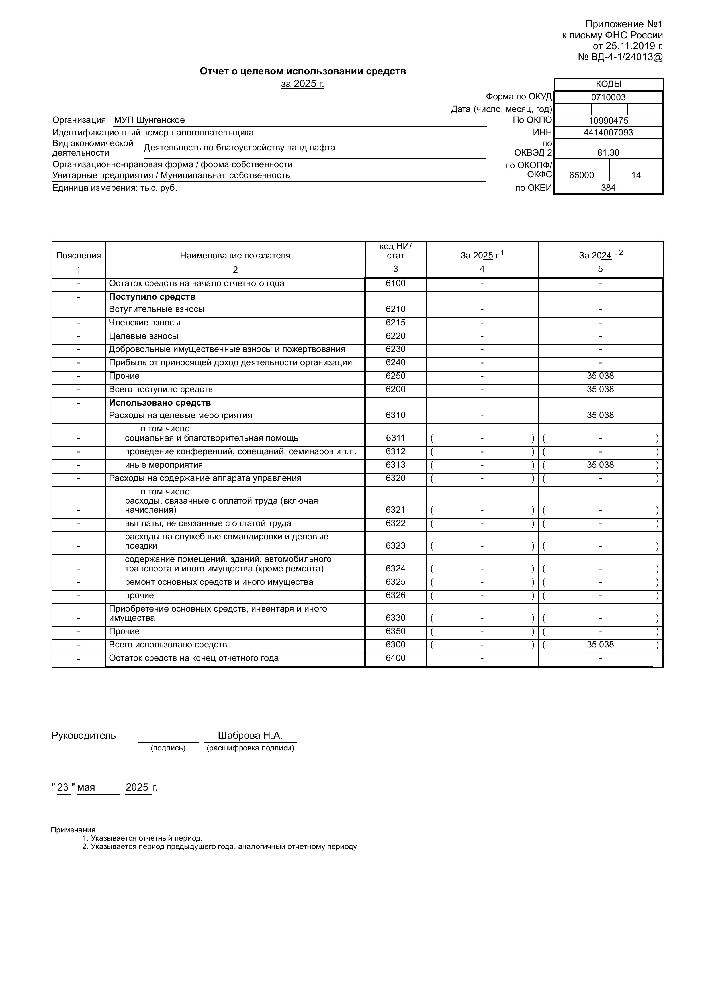 Приложение №1
к письму ФНС России
от 25.11.2019 г.
№ ВД-4-1/24013@
Отчет о целевом использовании средств
за 2025 г.
КОДЫ
Форма по ОКУД 0710003
Дата (число, месяц, год)
Организация МУП Шунгенское По ОКПО 10990475
Идентификационный номер налогоплательщика ИНН 4414007093
Вид экономической
деятельности Деятельность по благоустройству ландшафта по
ОКВЭД 2 81.30
Организационно-правовая форма / форма собственности по ОКОПФ/
Унитарные предприятия / Муниципальная собственность ОКФС 65000 14
Единица измерения: тыс. руб. по ОКЕИ 384
Пояснения Наименование показателя код НИ/
стат За 2025 г.1 За 2024 г.2
1 2 3 4 5
- Остаток средств на начало отчетного года 6100 - -
- Поступило средств
Вступительные взносы 6210 - -
- Членские взносы 6215 - -
- Целевые взносы 6220 - -
- Добровольные имущественные взносы и пожертвования 6230 - -
- Прибыль от приносящей доход деятельности организации 6240 - -
- Прочие 6250 - 35 038
- Всего поступило средств 6200 - 35 038
- Использовано средств
Расходы на целевые мероприятия 6310 - 35 038
в том числе:
- социальная и благотворительная помощь 6311 ( - ) ( - )
- проведение конференций, совещаний, семинаров и т.п. 6312 ( - ) ( - )
- иные мероприятия 6313 ( - ) ( 35 038 )
- Расходы на содержание аппарата управления 6320 ( - ) ( - )
в том числе:
расходы, связанные с оплатой труда (включая
- начисления) 6321 ( - ) ( - )
- выплаты, не связанные с оплатой труда 6322 ( - ) ( - )
расходы на служебные командировки и деловые
- поездки 6323 ( - ) ( - )
содержание помещений, зданий, автомобильного
- транспорта и иного имущества (кроме ремонта) 6324 ( - ) ( - )
- ремонт основных средств и иного имущества 6325 ( - ) ( - )
- прочие 6326 ( - ) ( - )
Приобретение основных средств, инвентаря и иного
- имущества 6330 ( - ) ( - )
- Прочие 6350 ( - ) ( - )
- Всего использовано средств 6300 ( - ) ( 35 038 )
- Остаток средств на конец отчетного года 6400 - -
Руководитель Шаброва Н.А.
(подпись) (расшифровка подписи)
" 23 " мая 2025 г.
Примечания
1. Указывается отчетный период.
2. Указывается период предыдущего года, аналогичный отчетному периоду